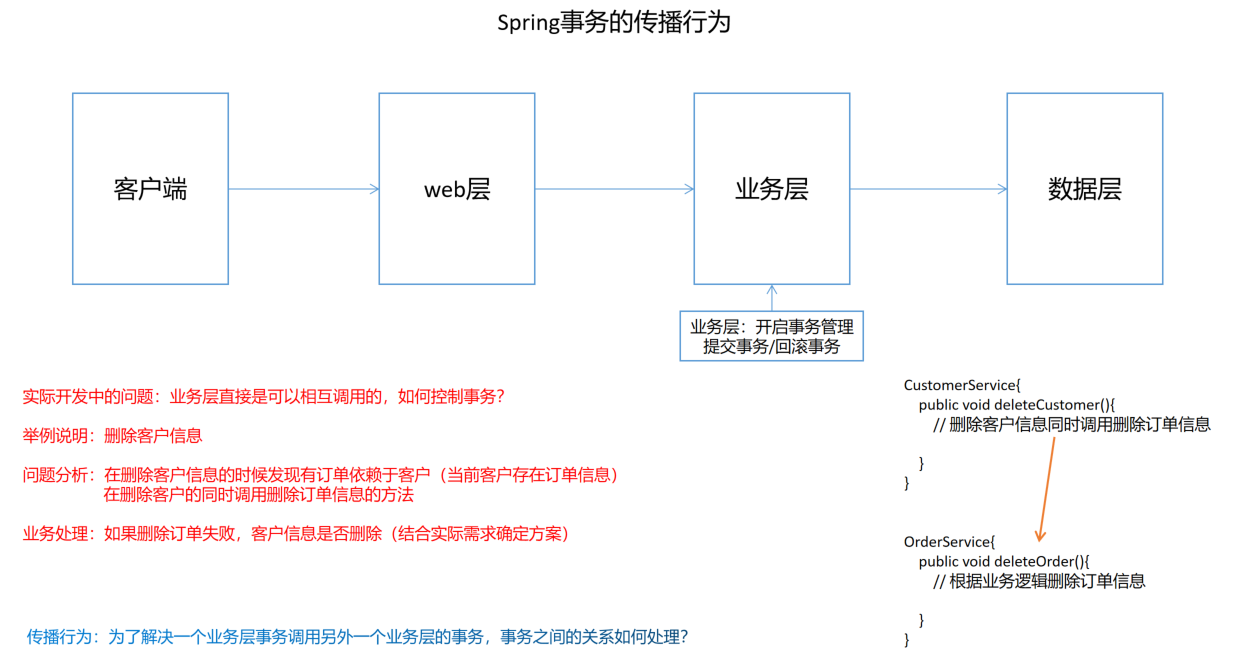 Spring事务的传播行为
客户端
web层
业务层
数据层
业务层：开启事务管理
提交事务/回滚事务
实际开发中的问题：业务层直接是可以相互调用的，如何控制事务？
举例说明：删除客户信息
问题分析：在删除客户信息的时候发现有订单依赖于客户（当前客户存在订单信息）
在删除客户的同时调用删除订单信息的方法
业务处理：如果删除订单失败，客户信息是否删除（结合实际需求确定方案）
传播行为：为了解决一个业务层事务调用另外一个业务层的事务，事务之间的关系如何处理？
CustomerService{
public void deleteCustomer(){
// 删除客户信息同时调用删除订单信息
}
}
OrderService{
public void deleteOrder(){
// 根据业务逻辑删除订单信息
}
}